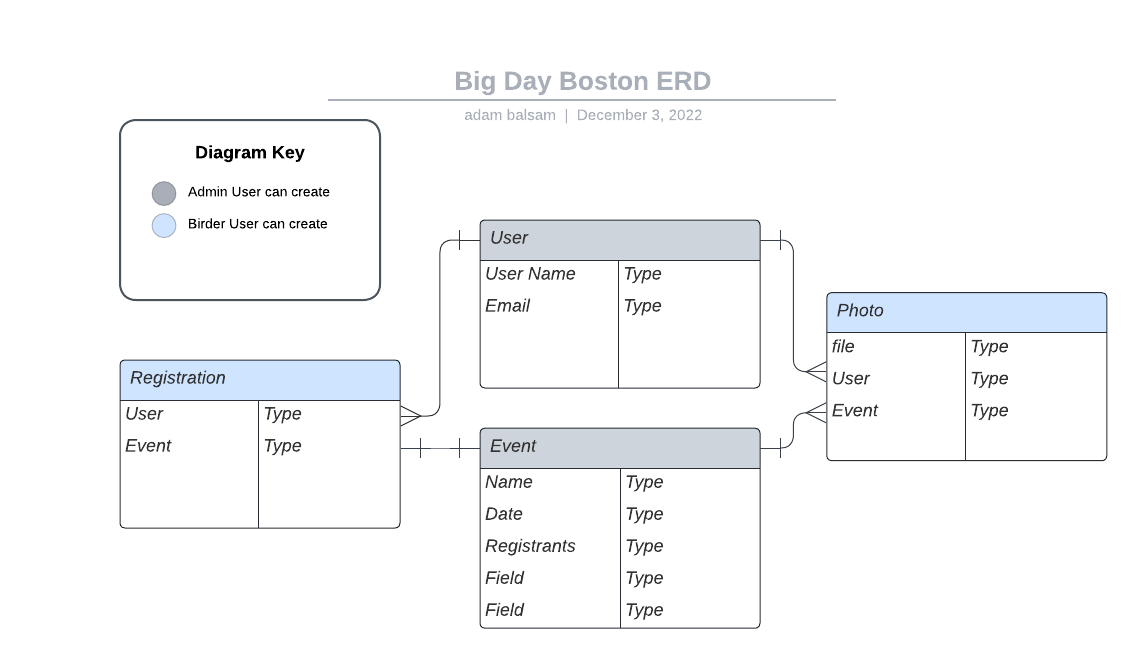 Big Day Boston ERD
adam balsam | December 3, 2022
Diagram Key
Admin User can create
Birder User can create
User
User Name Type
Email Type
Photo
file Type
User Type
Event Type
Registration
User Type
Event Type
Event
Name Type
Date Type
Registrants Type
Field Type
Field Type